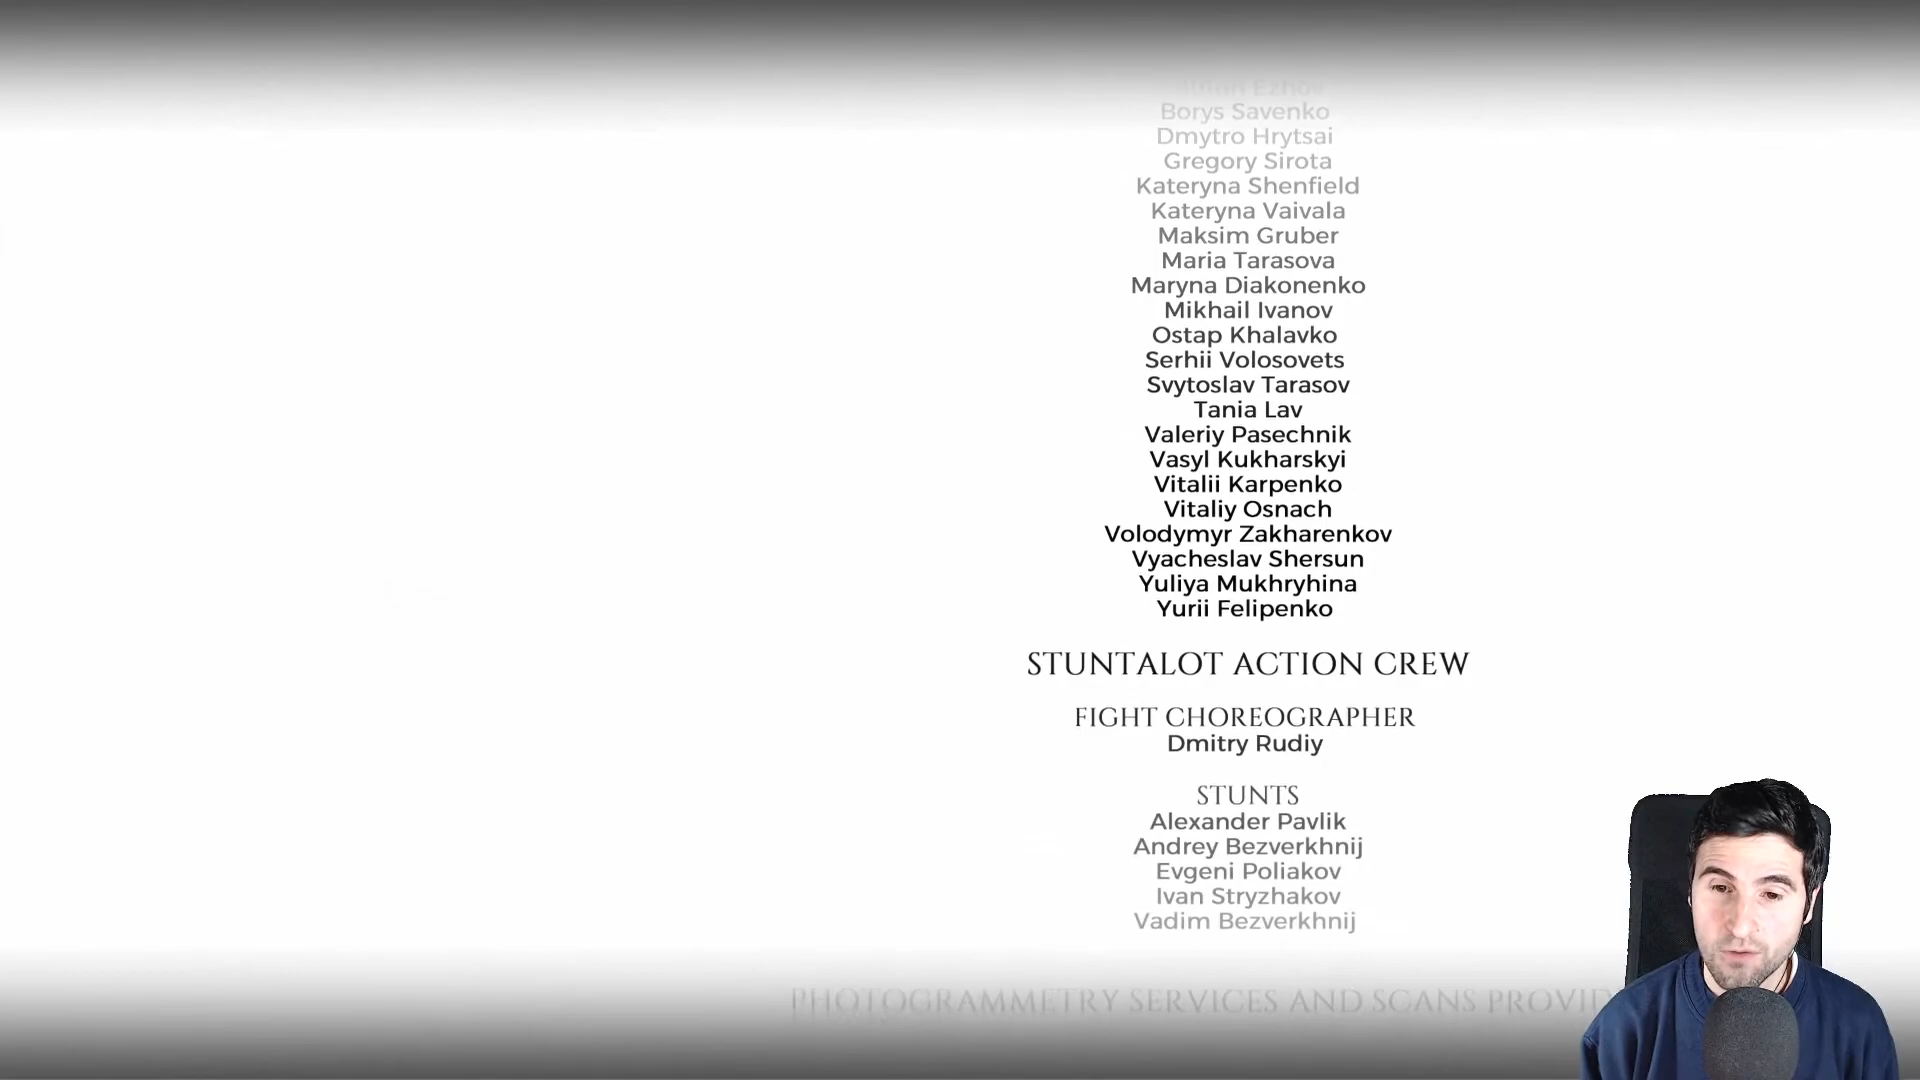 Borys Savenko
Dmytro Hrytsai
Gregory Sirota
Kateryna Shenfield
Kateryna Vaivala
Maksim Gruber
Maria Tarasova
Maryna Diakonenko
Mikhail Ivanov
Ostap Khalavko
Serhii Volosovets
Svytoslav Tarasov
Tania Lav
Valeriy Pasechnik
Vasyl Kukharskyi
Vitalii Karpenko
Vitaliy Osnach
Volodymyr Zakharenkov
Vyacheslav Shersun
Yuliya Mukhryhina
Yurii Felipenko
STUNTALOT ACTION CREW
FIGHT CHOREOGRAPHER
Dmitry Rudiy
STUNTS
Alexander Pavlik
Andrey Bezverkhnij
Evgeni Poliakov
Ivan Stryzhakov
Vadim Bezverkhnij
PHOTOGRAMMETRY SERVICES AND SCANS